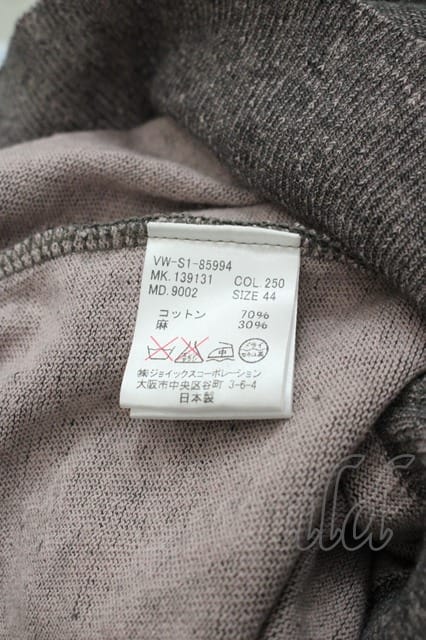 VW-S1-85994
MK. 139131 COL. 250
MD. 9002 SIZE 44
コットン 70%
麻 30%
中
ドライ
㈱ジョイックスコーポレーション
大阪市中央区谷町 3-6-4
日本製